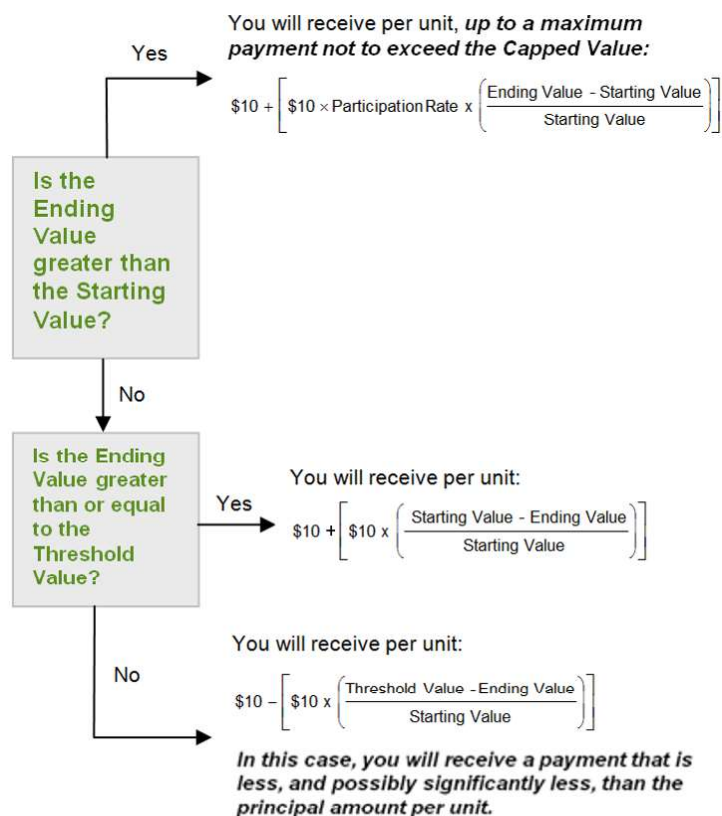 You will receive per unit, up to a maximum
payment not to exceed the Capped Value:
Yes
$10 + [ $10 × Participation Rate x ( Ending Value - Starting Value / Starting Value ) ]
Is the
Ending
Value
greater than
the Starting
Value?
No
Is the Ending
Value greater
than or equal
to the
Threshold
Value?
Yes
You will receive per unit:
$10 + [ $10 x ( Starting Value - Ending Value / Starting Value ) ]
No
You will receive per unit:
$10 – [ $10 x ( Threshold Value - Ending Value / Starting Value ) ]
In this case, you will receive a payment that is
less, and possibly significantly less, than the
principal amount per unit.